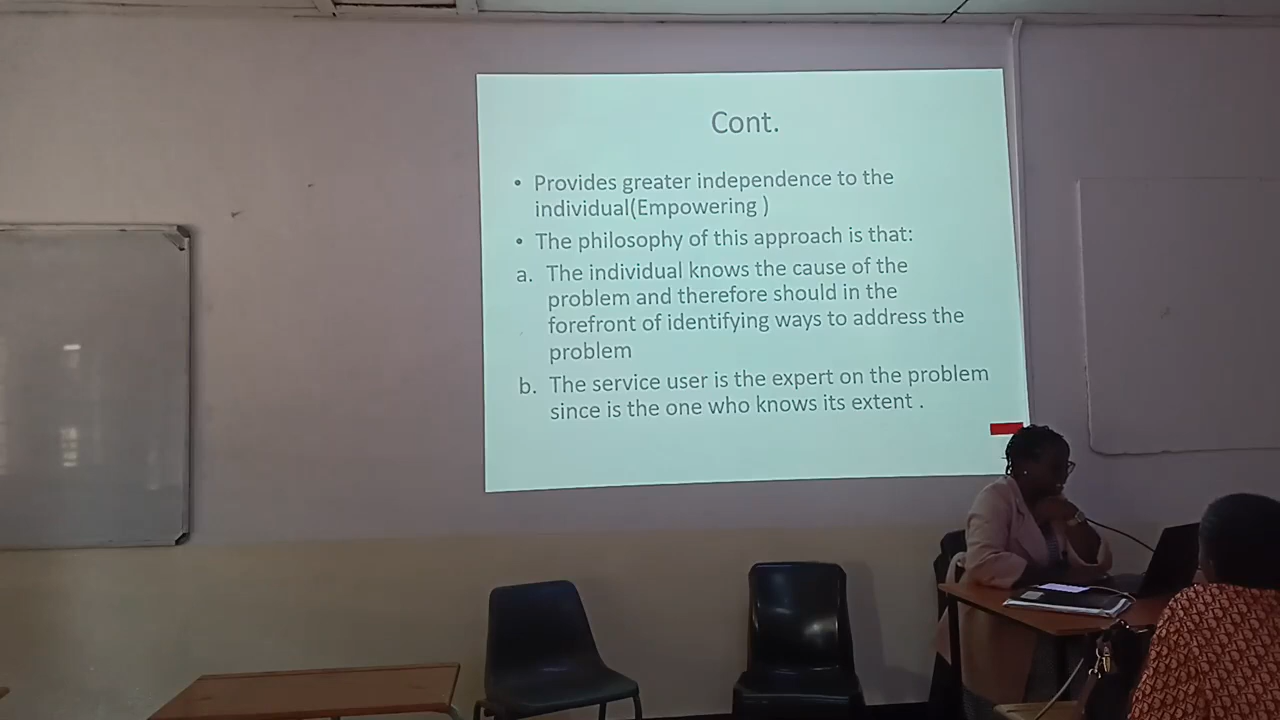 Cont.
• Provides greater independence to the
individual(Empowering )
• The philosophy of this approach is that:
a. The individual knows the cause of the
problem and therefore should in the
forefront of identifying ways to address the
problem
b. The service user is the expert on the problem
since is the one who knows its extent .